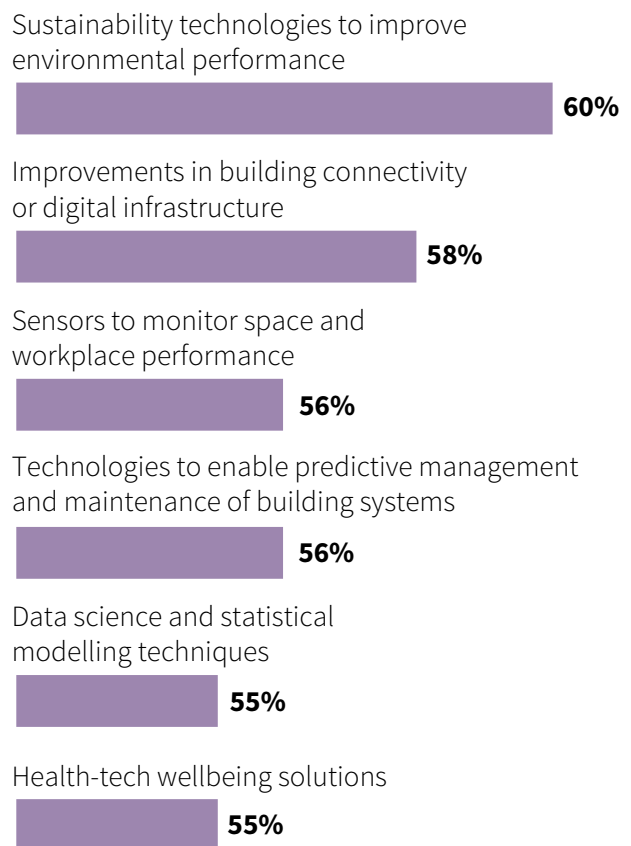 Sustainability technologies to improve
environmental performance
60%
Improvements in building connectivity
or digital infrastructure
58%
Sensors to monitor space and
workplace performance
56%
Technologies to enable predictive management
and maintenance of building systems
56%
Data science and statistical
modelling techniques
55%
Health-tech wellbeing solutions
55%